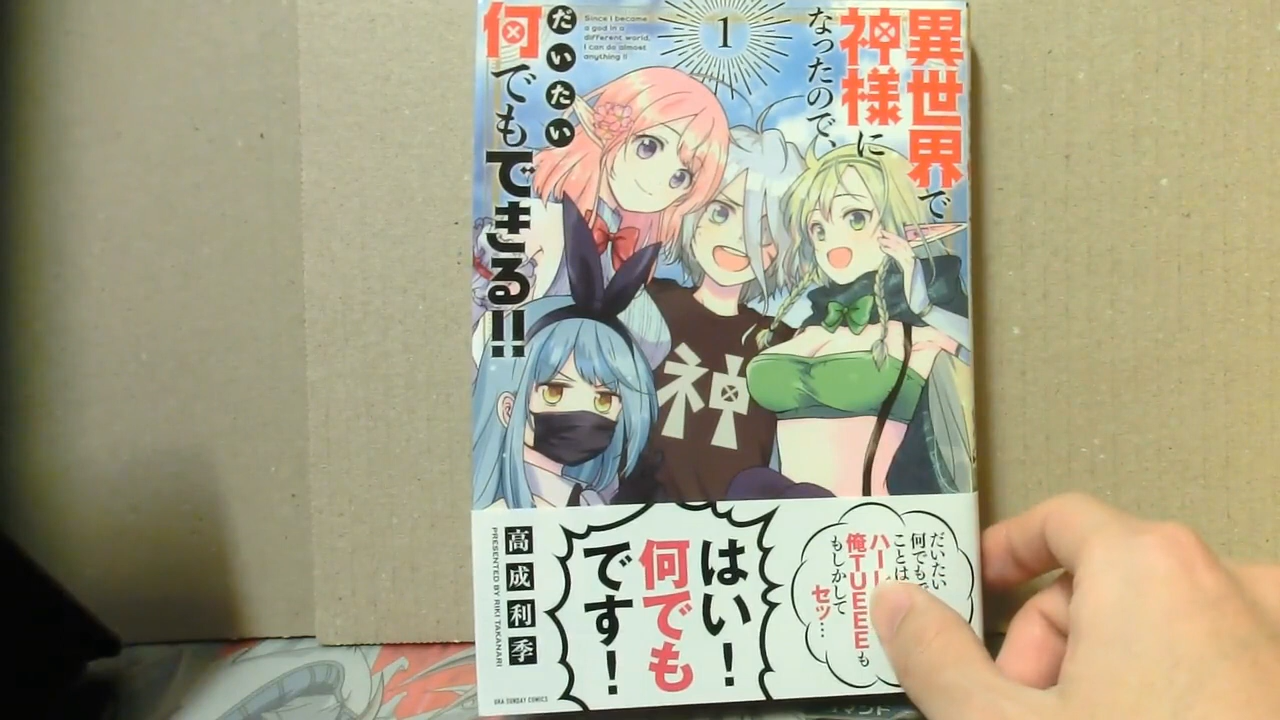 異世界で
神様に
なったので、
だいたい
何でもできる!!
1
Since I become
a god in a
different world,
I can do almost
anything !!
神
はい!
何でも
です!
だいたい
何でも
ことは
ハーレ
俺TUEEEも
もしかして
セッ…
高成利季
PRESENTED BY RIKI TAKANARI
URA SUNDAY COMICS